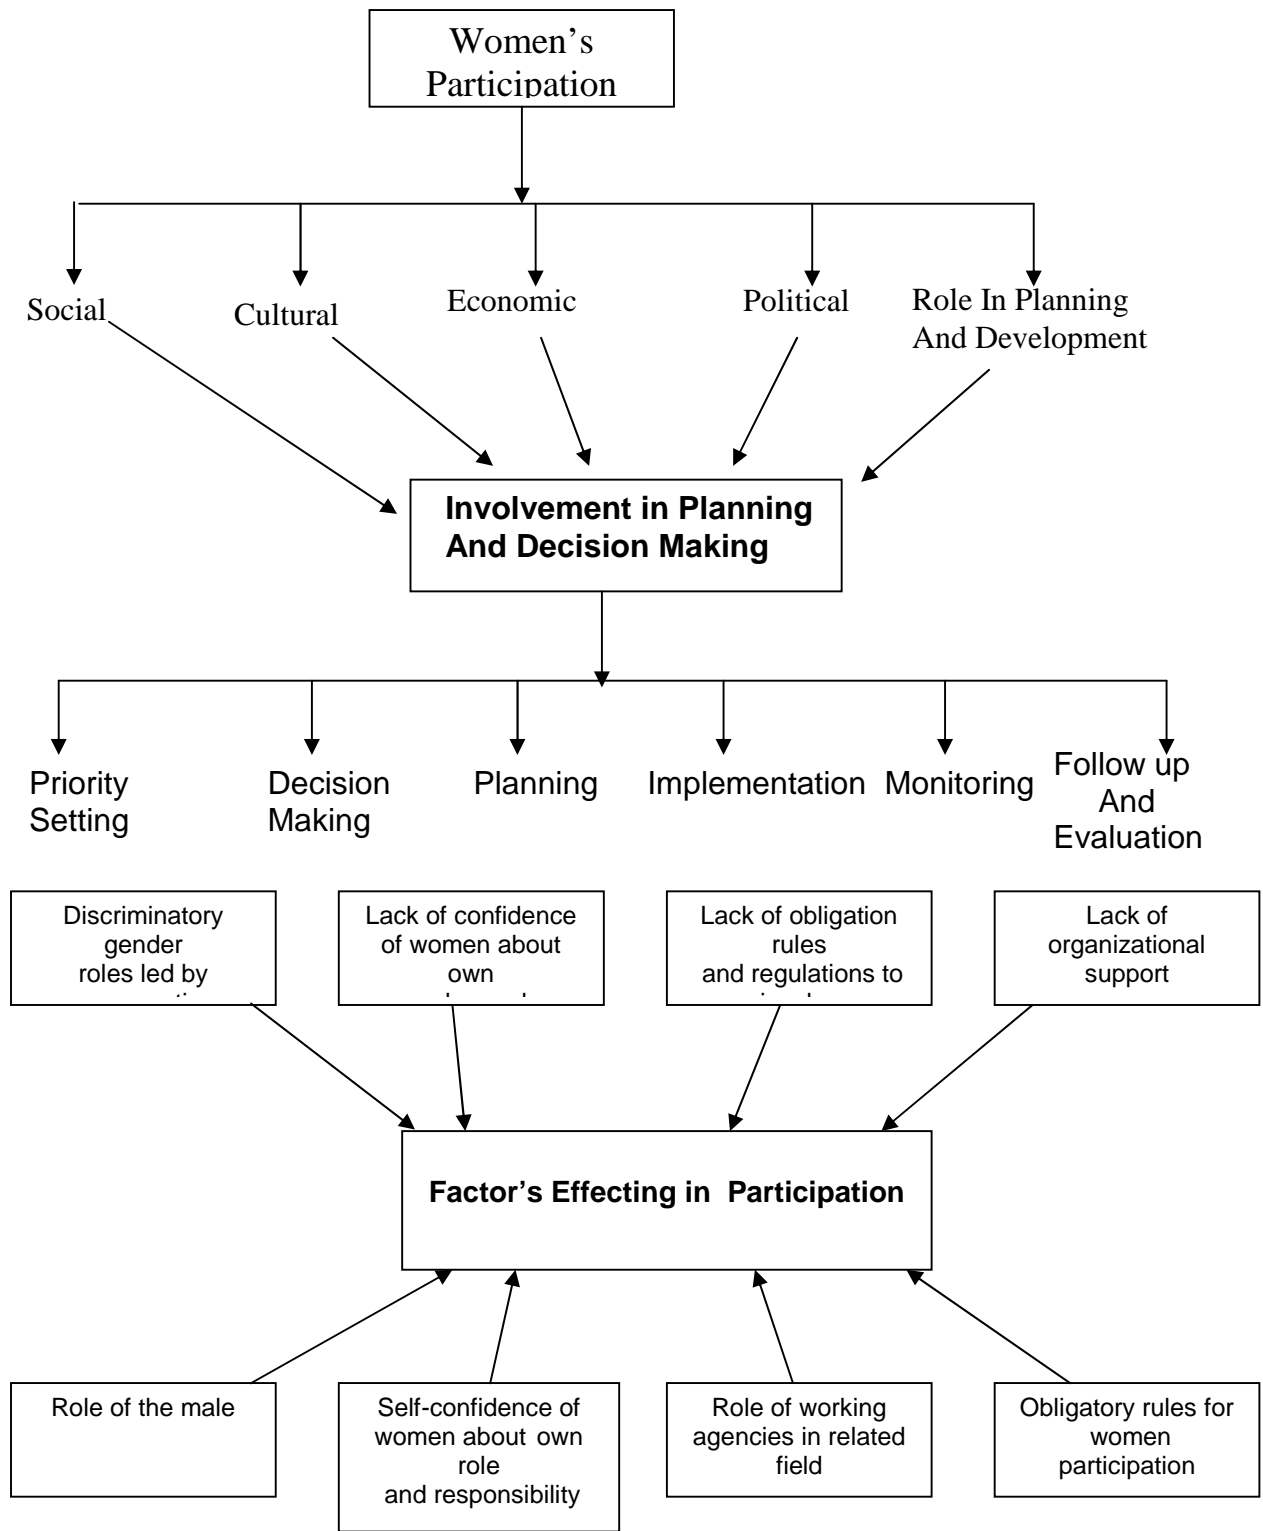 Women’s
Participation
Social
Cultural
Economic
Political
Role In Planning
And Development
Involvement in Planning
And Decision Making
Priority
Setting
Decision
Making
Planning
Implementation
Monitoring
Follow up
And
Evaluation
Discriminatory
gender
roles led by
Lack of confidence
of women about
own
Lack of obligation
rules
and regulations to
Lack of
organizational
support
Factor’s Effecting in Participation
Role of the male
Self-confidence of
women about own
role
and responsibility
Role of working
agencies in related
field
Obligatory rules for
women
participation